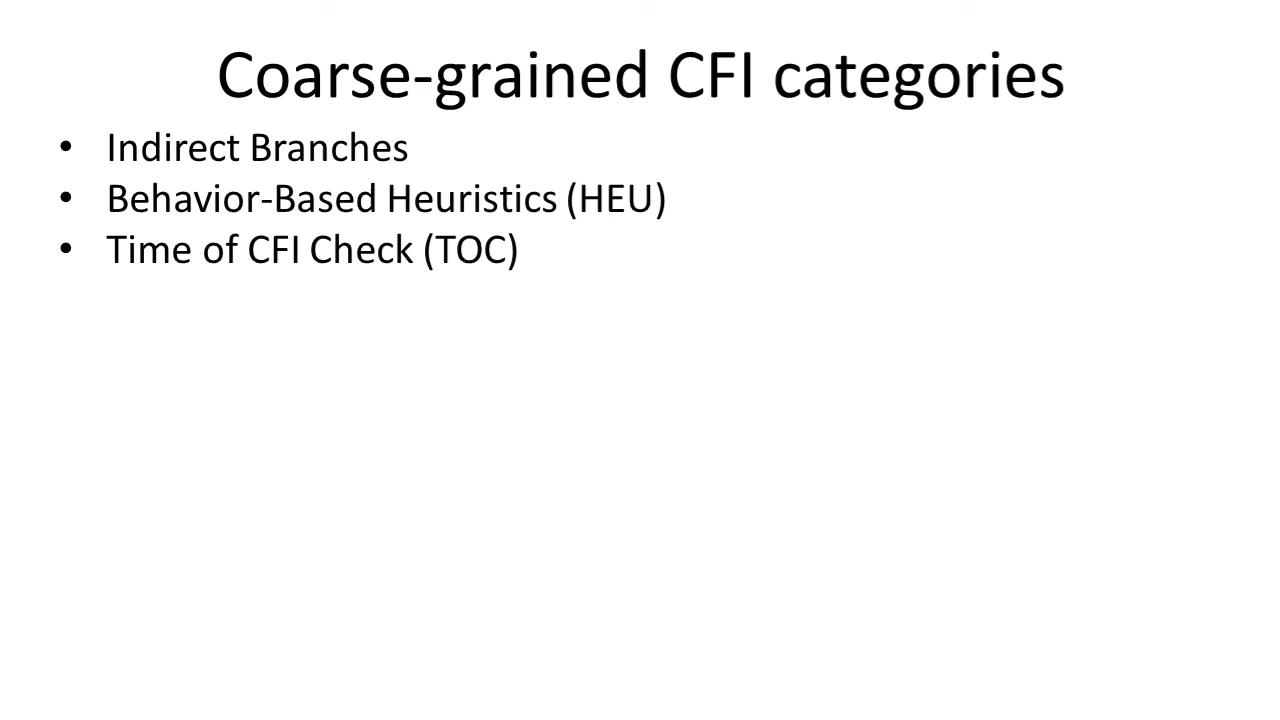 Coarse-grained CFI categories
• Indirect Branches
• Behavior-Based Heuristics (HEU)
• Time of CFI Check (TOC)